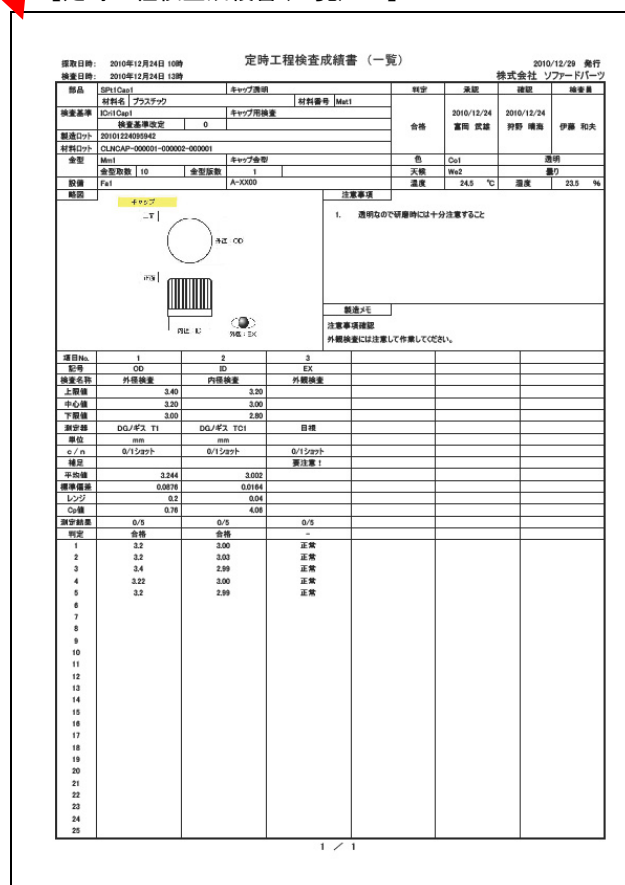 定時工程検査成績書 (一覧)
採取日時: 2010年12月24日 10時
検査日時: 2010年12月24日 13時
2010/12/29 発行
株式会社 ソファードパーツ
部品 SPt1Cap1 キャップ透明 判定 承認 確認 検査員
材料名 プラスチック 材料番号 Mat1
検査基準 ICri1Cap1 キャップ用検査 合格 2010/12/24 2010/12/24
検査基準改定 0 富岡 武雄 狩野 晴海 伊藤 和夫
製造ロット 20101224095942
材料ロット CLNCAP-000001-000002-000001
金型 Mm1 キャップ金型 色 Co1 透明
金型取数 10 金型版数 1 天候 We2 曇り
設備 Fa1 A-XX00 温度 24.5 ℃ 湿度 23.5 %
略図 注意事項
キャップ
1. 透明なので研磨時には十分注意すること
外径 OD
正面
内径 ID
外観:EX
製造メモ
注意事項確認
外観検査には注意して作業してください。
項目No. 1 2 3
記号 OD ID EX
検査名称 外径検査 内径検査 外観検査
上限値 3.40 3.20
中心値 3.20 3.00
下限値 3.00 2.80
測定器 DG/ギス T1 DG/ギス TC1 目視
単位 mm mm
c/n 0/1ショット 0/1ショット 0/1ショット
補足 要注意!
平均値 3.244 3.002
標準偏差 0.0876 0.0164
レンジ 0.2 0.04
Cp値 0.76 4.06
測定結果 0/5 0/5 0/5
判定 合格 合格 -
1 3.2 3.00 正常
2 3.2 3.03 正常
3 3.4 2.99 正常
4 3.22 3.00 正常
5 3.2 2.99 正常
6
7
8
9
10
11
12
13
14
15
16
17
18
19
20
21
22
23
24
25
1 / 1